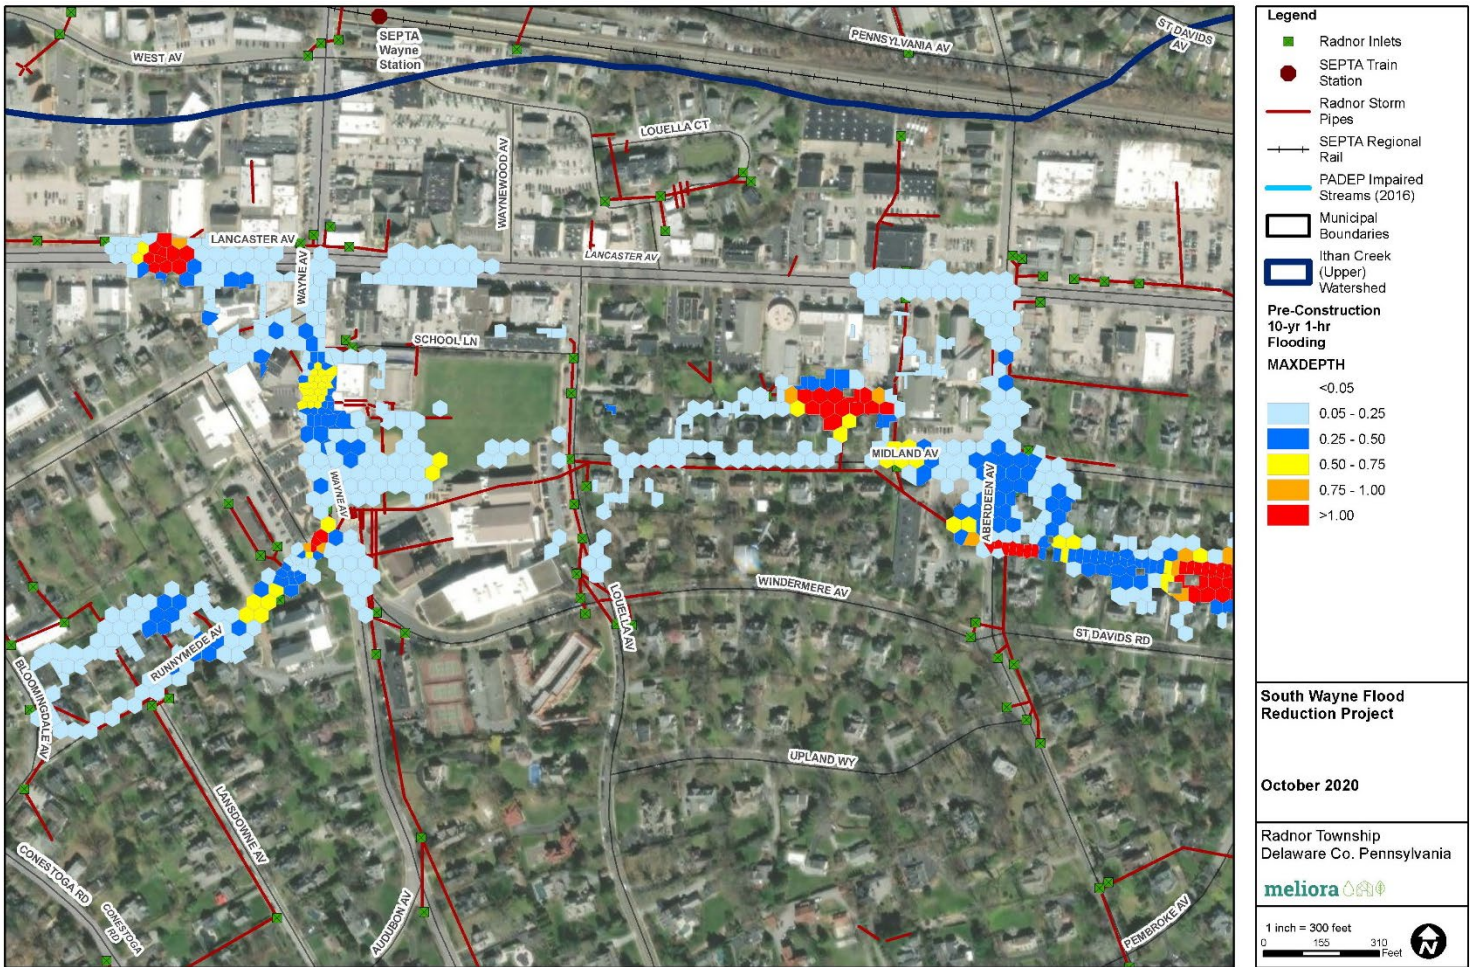 WEST AV
SEPTA
Wayne
Station
PENNSYLVANIA AV
ST DAVIDS
AV
LOUELLA CT
WAYNEWOOD AV
LANCASTER AV
LANCASTER AV
WAYNE AV
SCHOOL LN
MIDLAND AV
WAYNE AV
ABERDEEN AV
WINDERMERE AV
LOUELLA AV
ST DAVIDS RD
RUNNYMEDE AV
BLOOMINGDALE AV
UPLAND WY
LANSDOWNE AV
CONESTOGA RD
CONESTOGA
RD
AUDUBON AV
PEMBROKE AV
Legend
Radnor Inlets
SEPTA Train
Station
Radnor Storm
Pipes
SEPTA Regional
Rail
PADEP Impaired
Streams (2016)
Municipal
Boundaries
Ithan Creek
(Upper)
Watershed
Pre-Construction
10-yr 1-hr
Flooding
MAXDEPTH
<0.05
0.05 - 0.25
0.25 - 0.50
0.50 - 0.75
0.75 - 1.00
>1.00
South Wayne Flood
Reduction Project
October 2020
Radnor Township
Delaware Co. Pennsylvania
meliora
1 inch = 300 feet
0 155 310
Feet
N